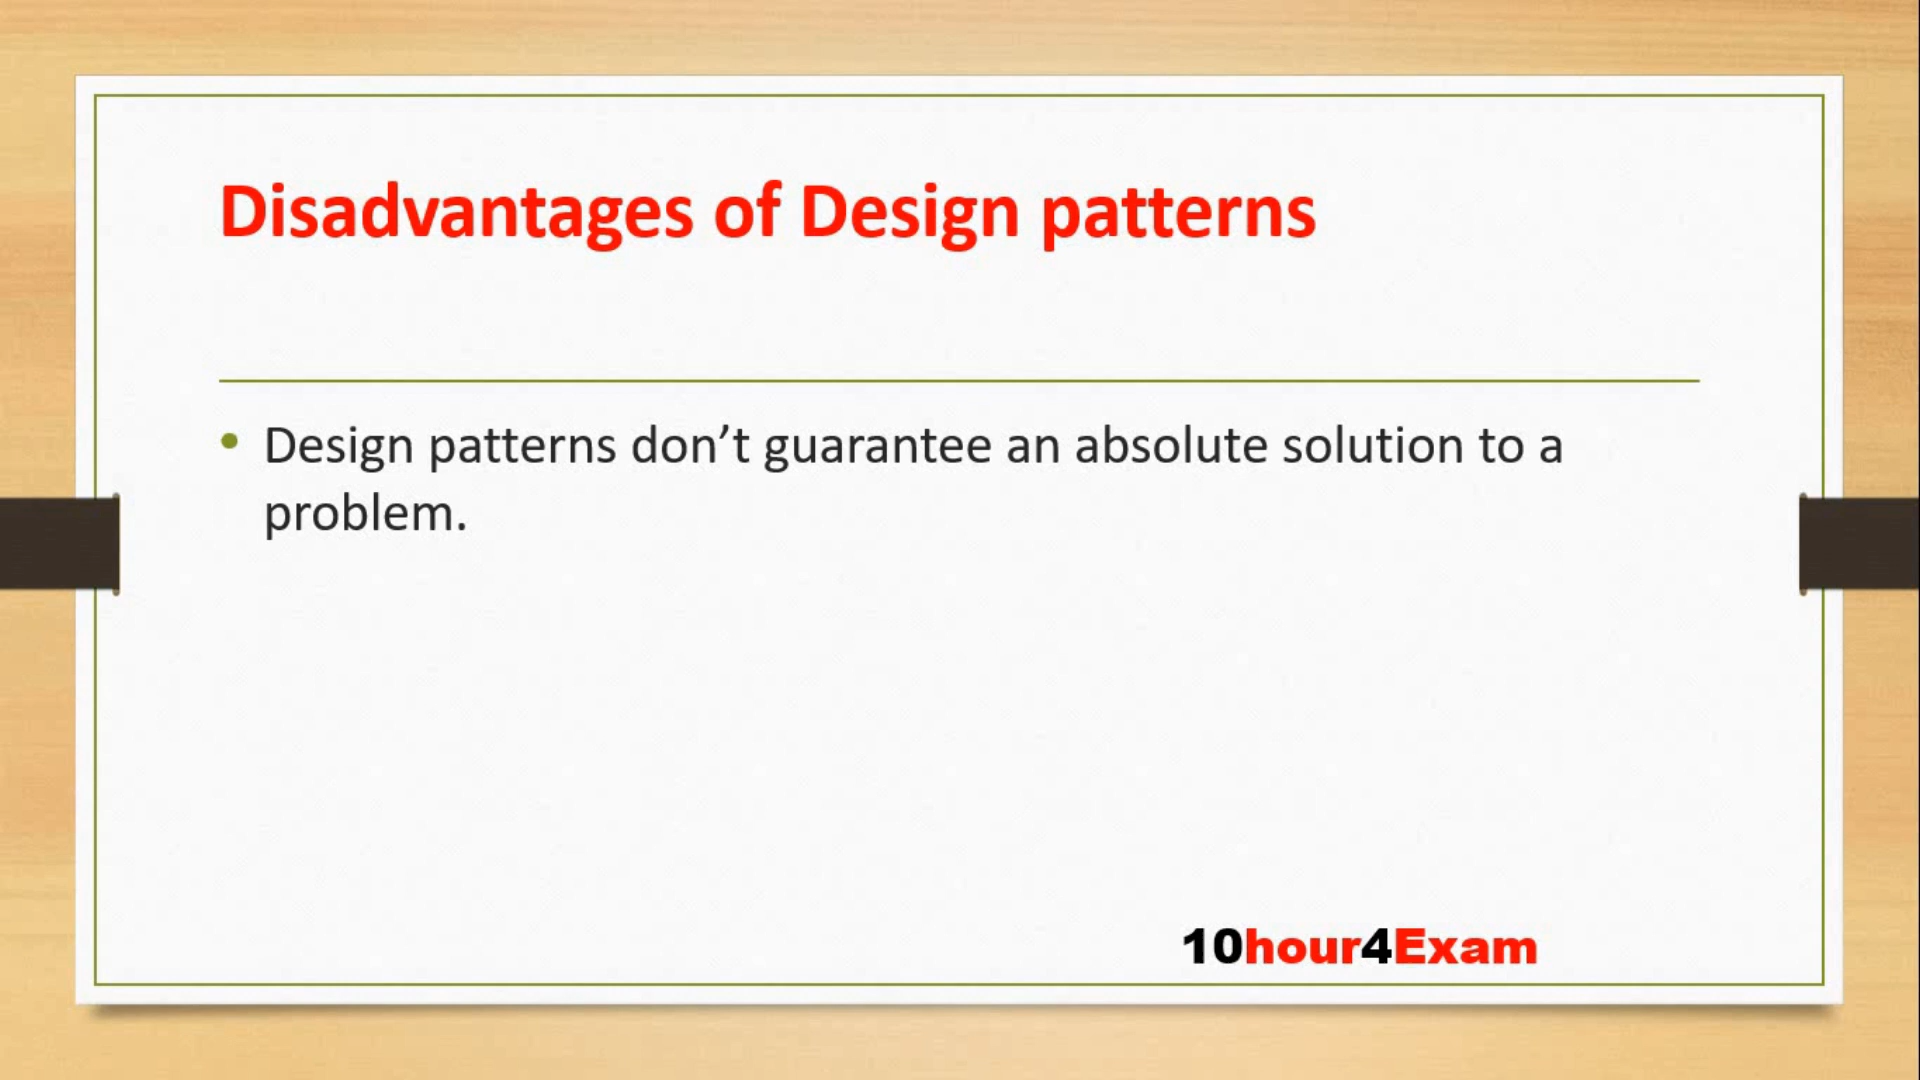 Disadvantages of Design patterns
• Design patterns don’t guarantee an absolute solution to a
problem.
10hour4Exam